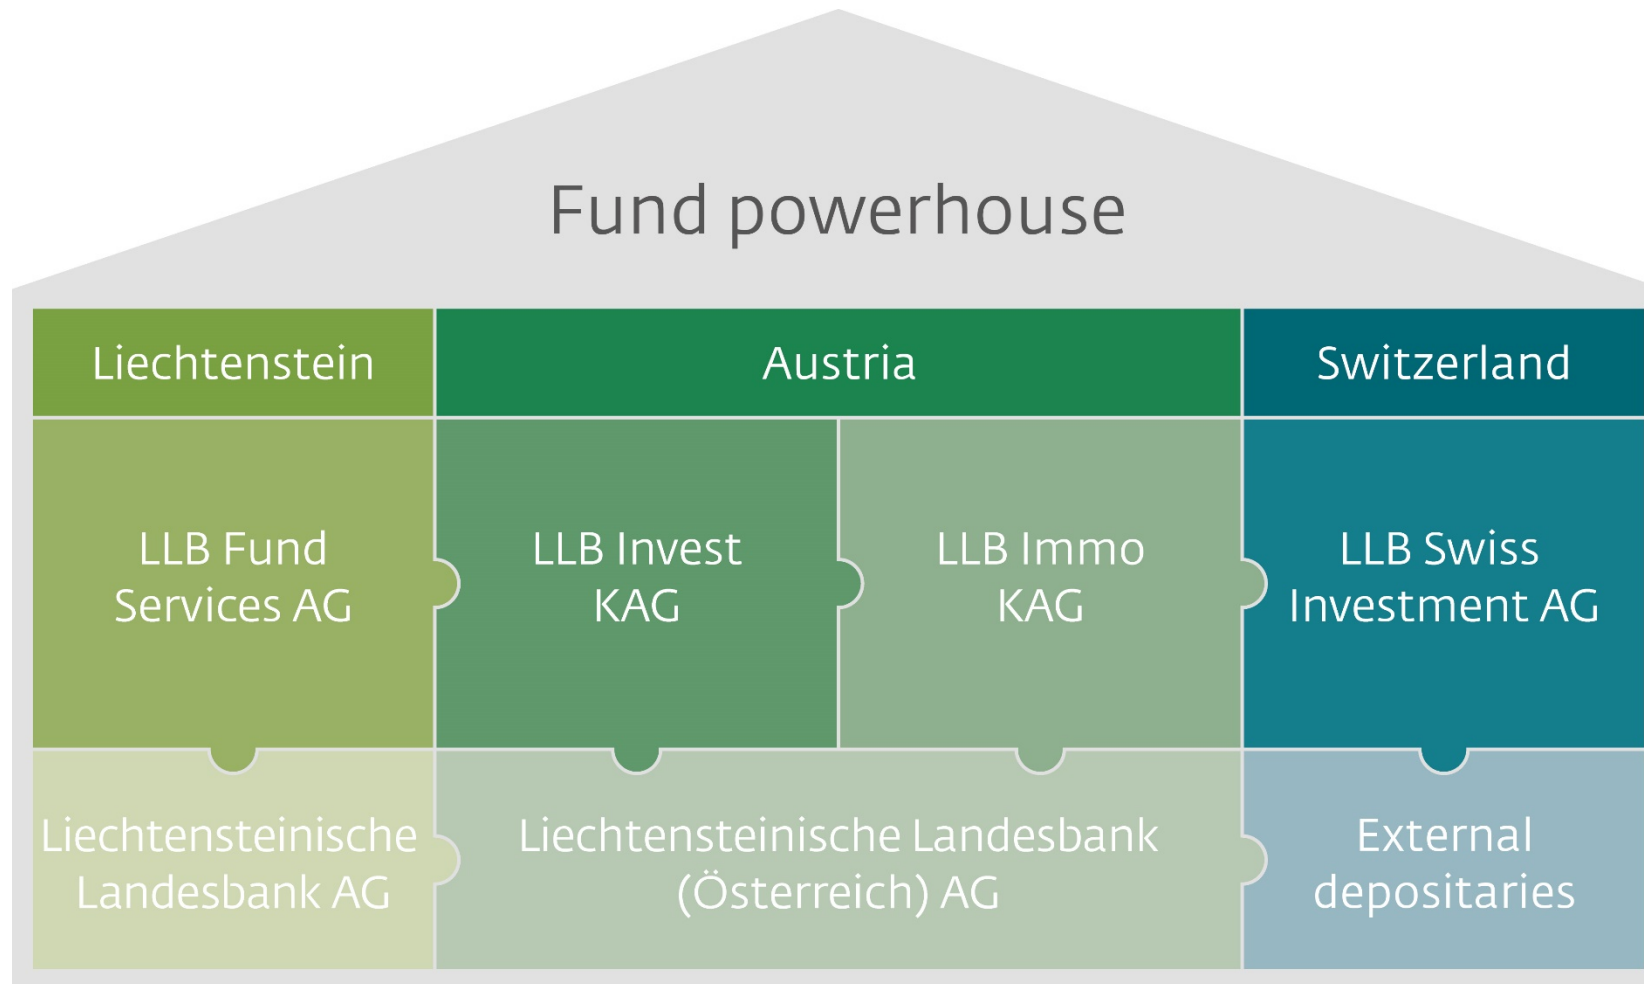 Fund powerhouse
Liechtenstein
Austria
Switzerland
LLB Fund
Services AG
LLB Invest
KAG
LLB Immo
KAG
LLB Swiss
Investment AG
Liechtensteinische
Landesbank AG
Liechtensteinische Landesbank
(Österreich) AG
External
depositaries